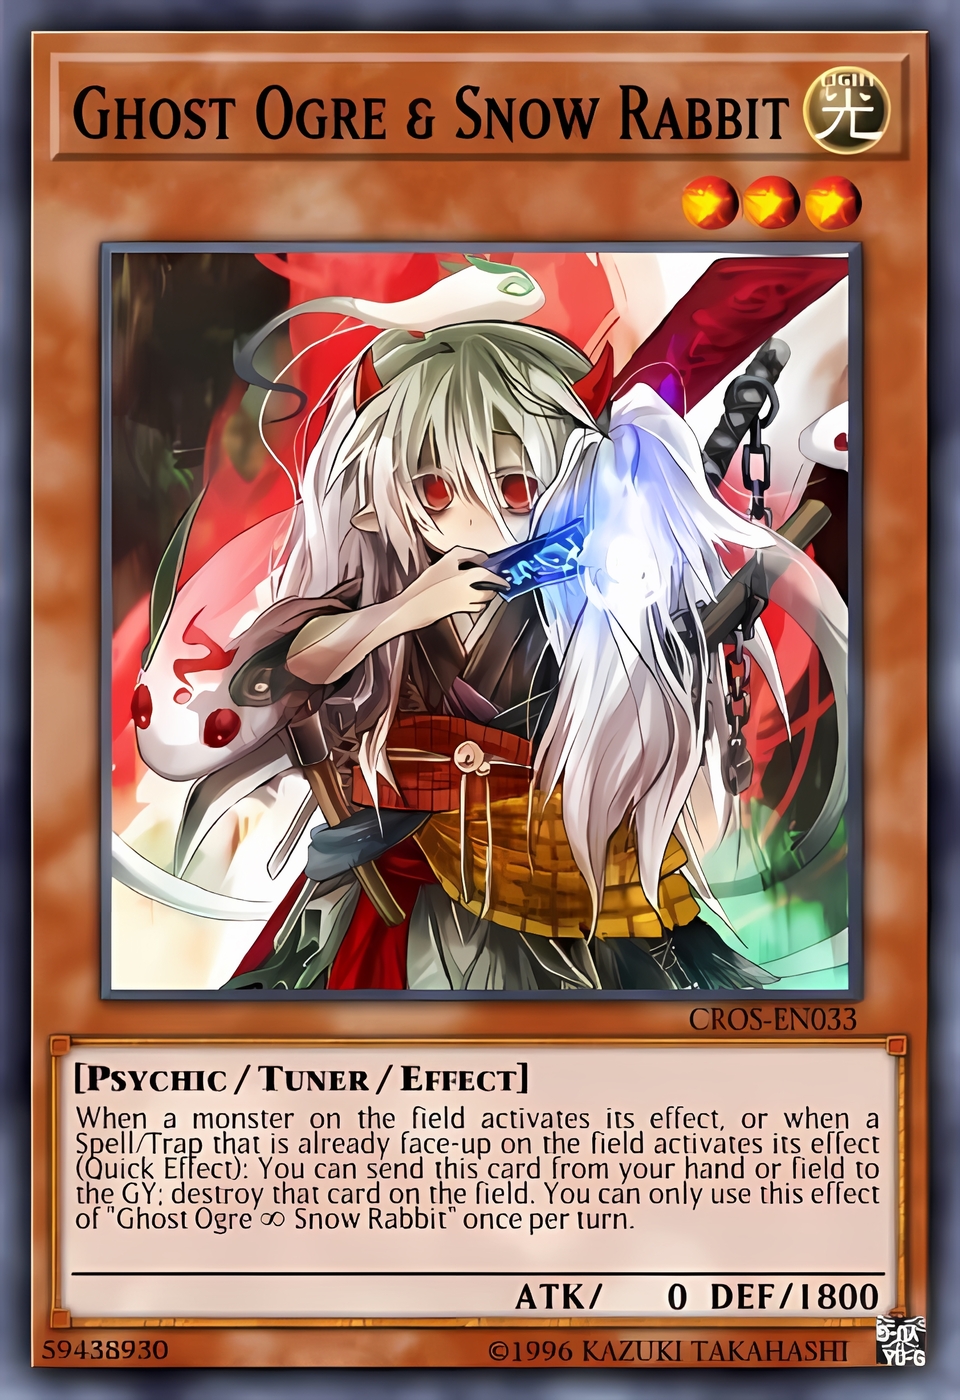 GHOST OGRE & SNOW RABBIT
光
CROS-EN033
[PSYCHIC / TUNER / EFFECT]
When a monster on the field activates its effect, or when a
Spell/Trap that is already face-up on the field activates its effect
(Quick Effect): You can send this card from your hand or field to
the GY; destroy that card on the field. You can only use this effect
of "Ghost Ogre ∞ Snow Rabbit" once per turn.
ATK/ 0 DEF/1800
59438930 ©1996 KAZUKI TAKAHASHI